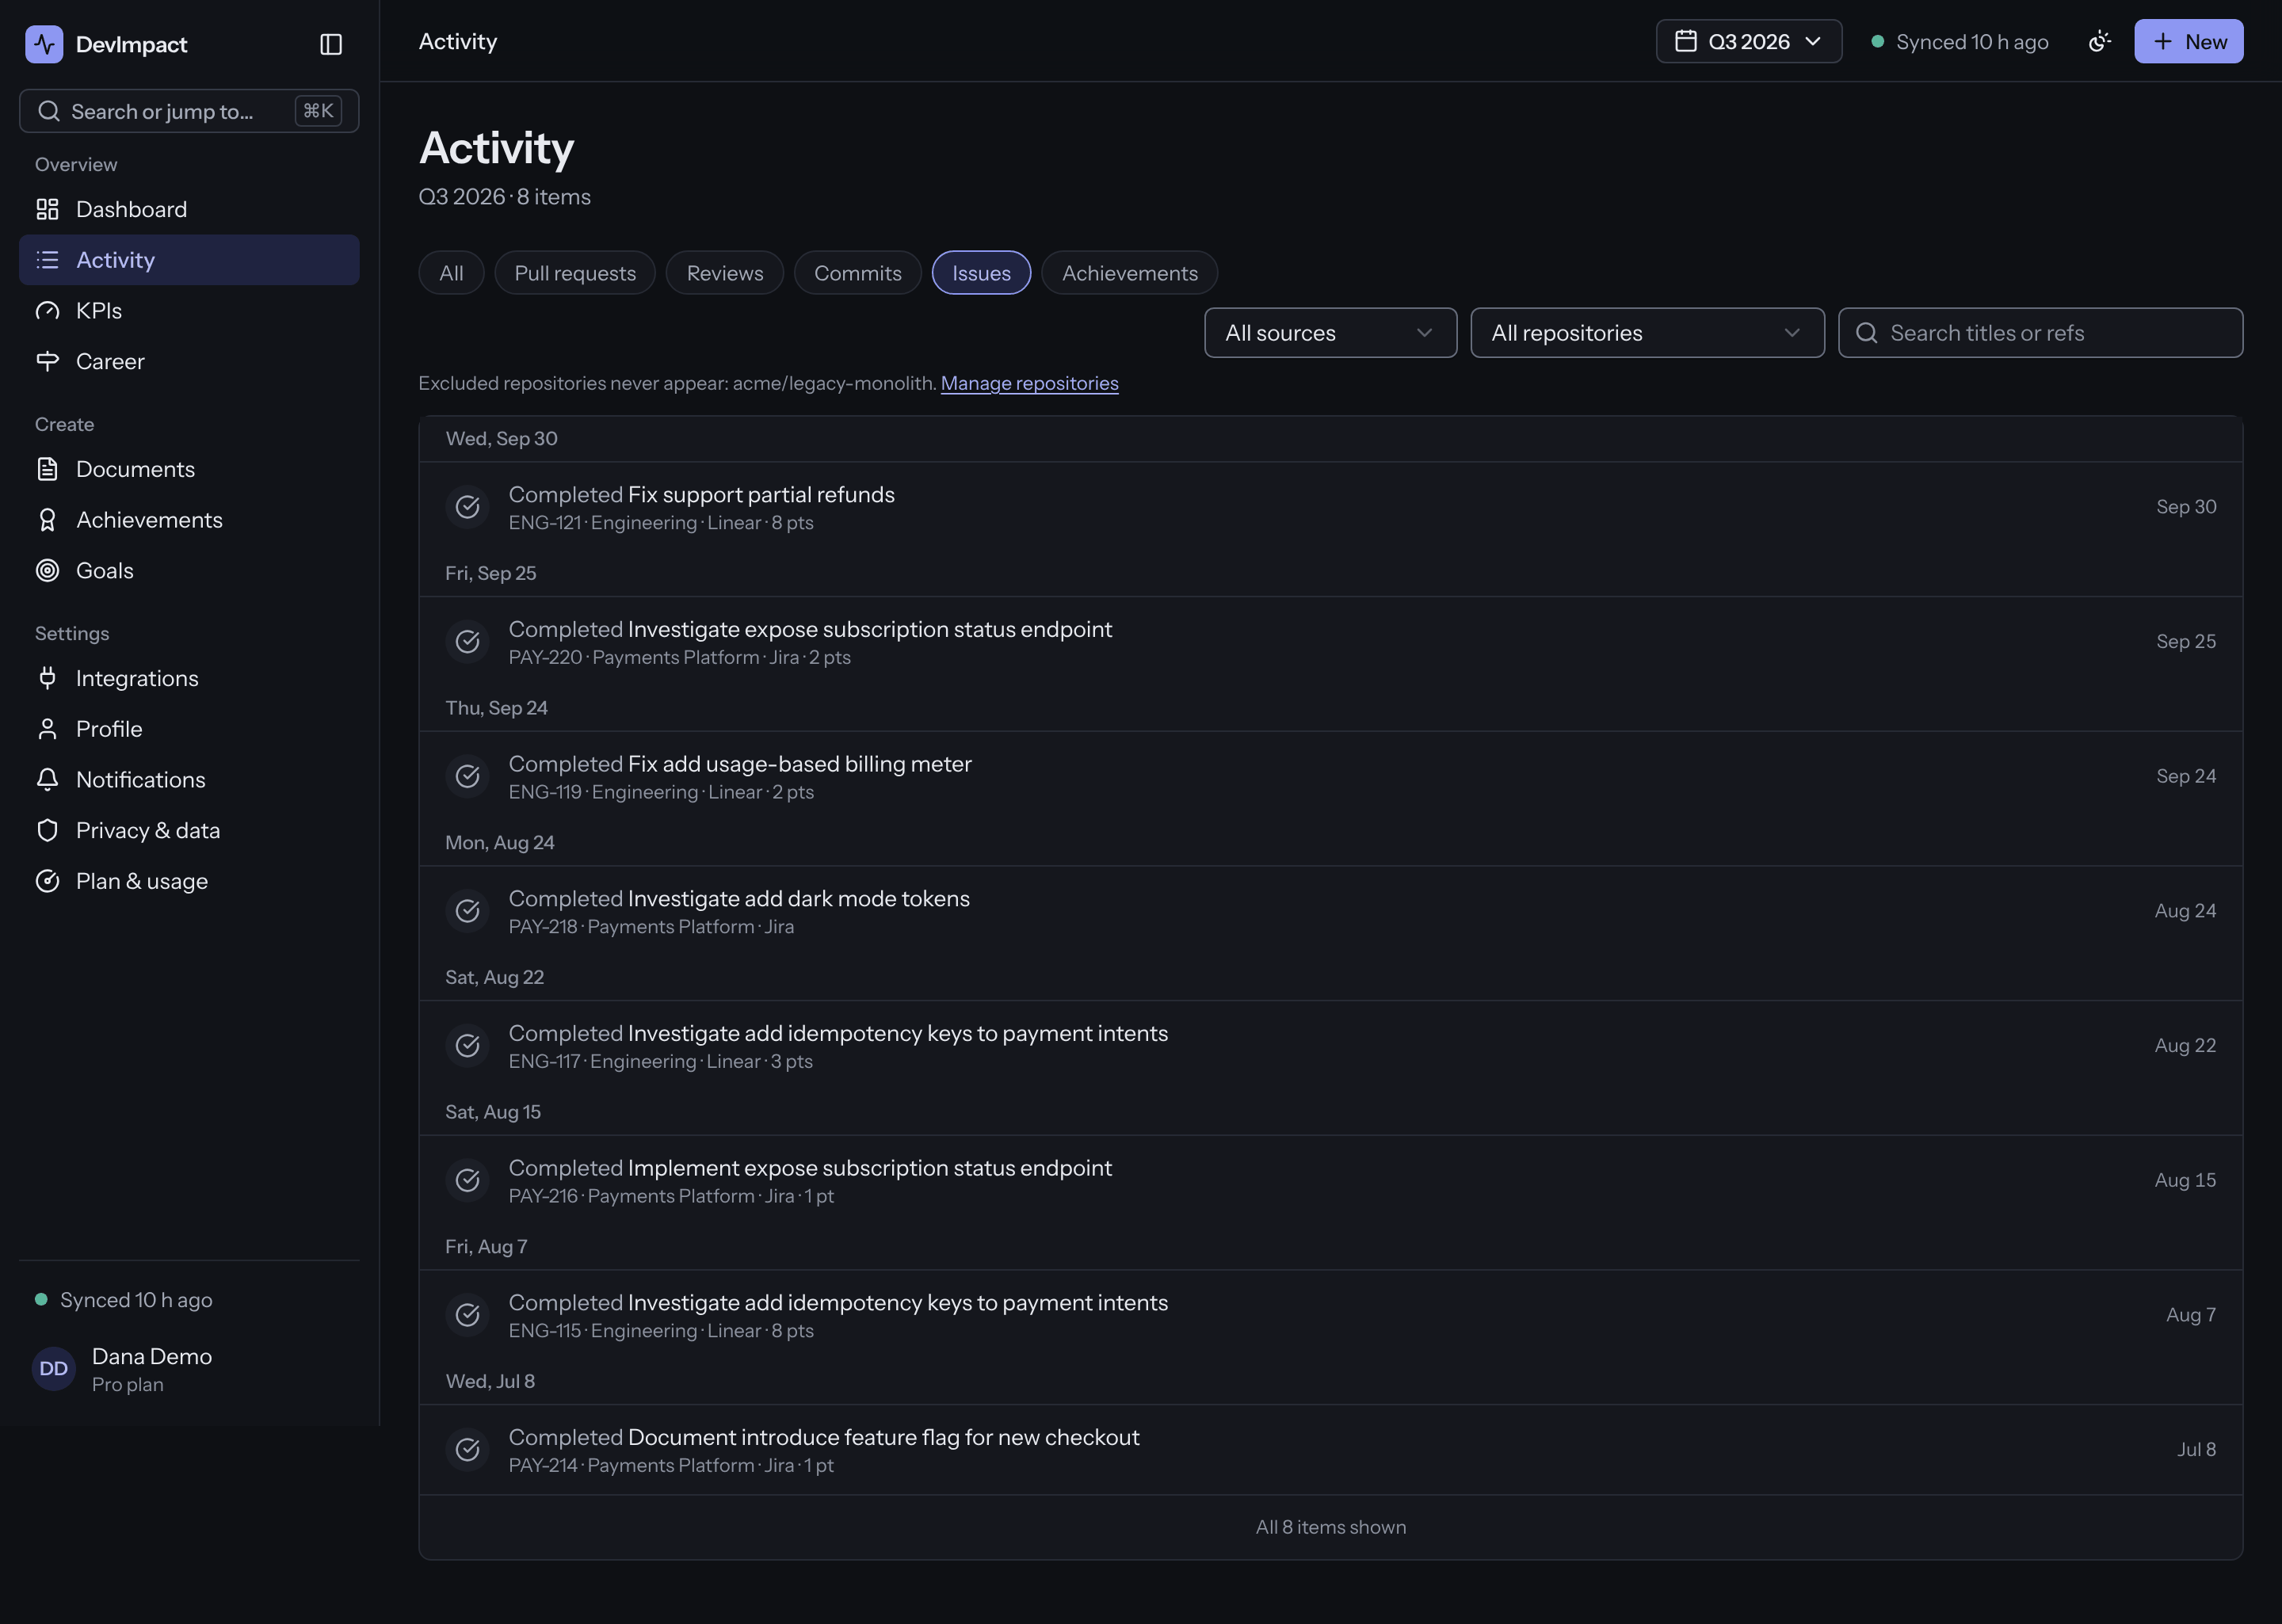 DevImpact
Search or jump to... ⌘K
Overview
Dashboard
Activity
KPIs
Career
Create
Documents
Achievements
Goals
Settings
Integrations
Profile
Notifications
Privacy & data
Plan & usage
Synced 10 h ago
DD
Dana Demo
Pro plan
Activity
Q3 2026
Synced 10 h ago
New
Activity
Q3 2026 · 8 items
All
Pull requests
Reviews
Commits
Issues
Achievements
All sources
All repositories
Search titles or refs
Excluded repositories never appear: acme/legacy-monolith. Manage repositories
Wed, Sep 30
Completed Fix support partial refunds
ENG-121 · Engineering · Linear · 8 pts
Sep 30
Fri, Sep 25
Completed Investigate expose subscription status endpoint
PAY-220 · Payments Platform · Jira · 2 pts
Sep 25
Thu, Sep 24
Completed Fix add usage-based billing meter
ENG-119 · Engineering · Linear · 2 pts
Sep 24
Mon, Aug 24
Completed Investigate add dark mode tokens
PAY-218 · Payments Platform · Jira
Aug 24
Sat, Aug 22
Completed Investigate add idempotency keys to payment intents
ENG-117 · Engineering · Linear · 3 pts
Aug 22
Sat, Aug 15
Completed Implement expose subscription status endpoint
PAY-216 · Payments Platform · Jira · 1 pt
Aug 15
Fri, Aug 7
Completed Investigate add idempotency keys to payment intents
ENG-115 · Engineering · Linear · 8 pts
Aug 7
Wed, Jul 8
Completed Document introduce feature flag for new checkout
PAY-214 · Payments Platform · Jira · 1 pt
Jul 8
All 8 items shown